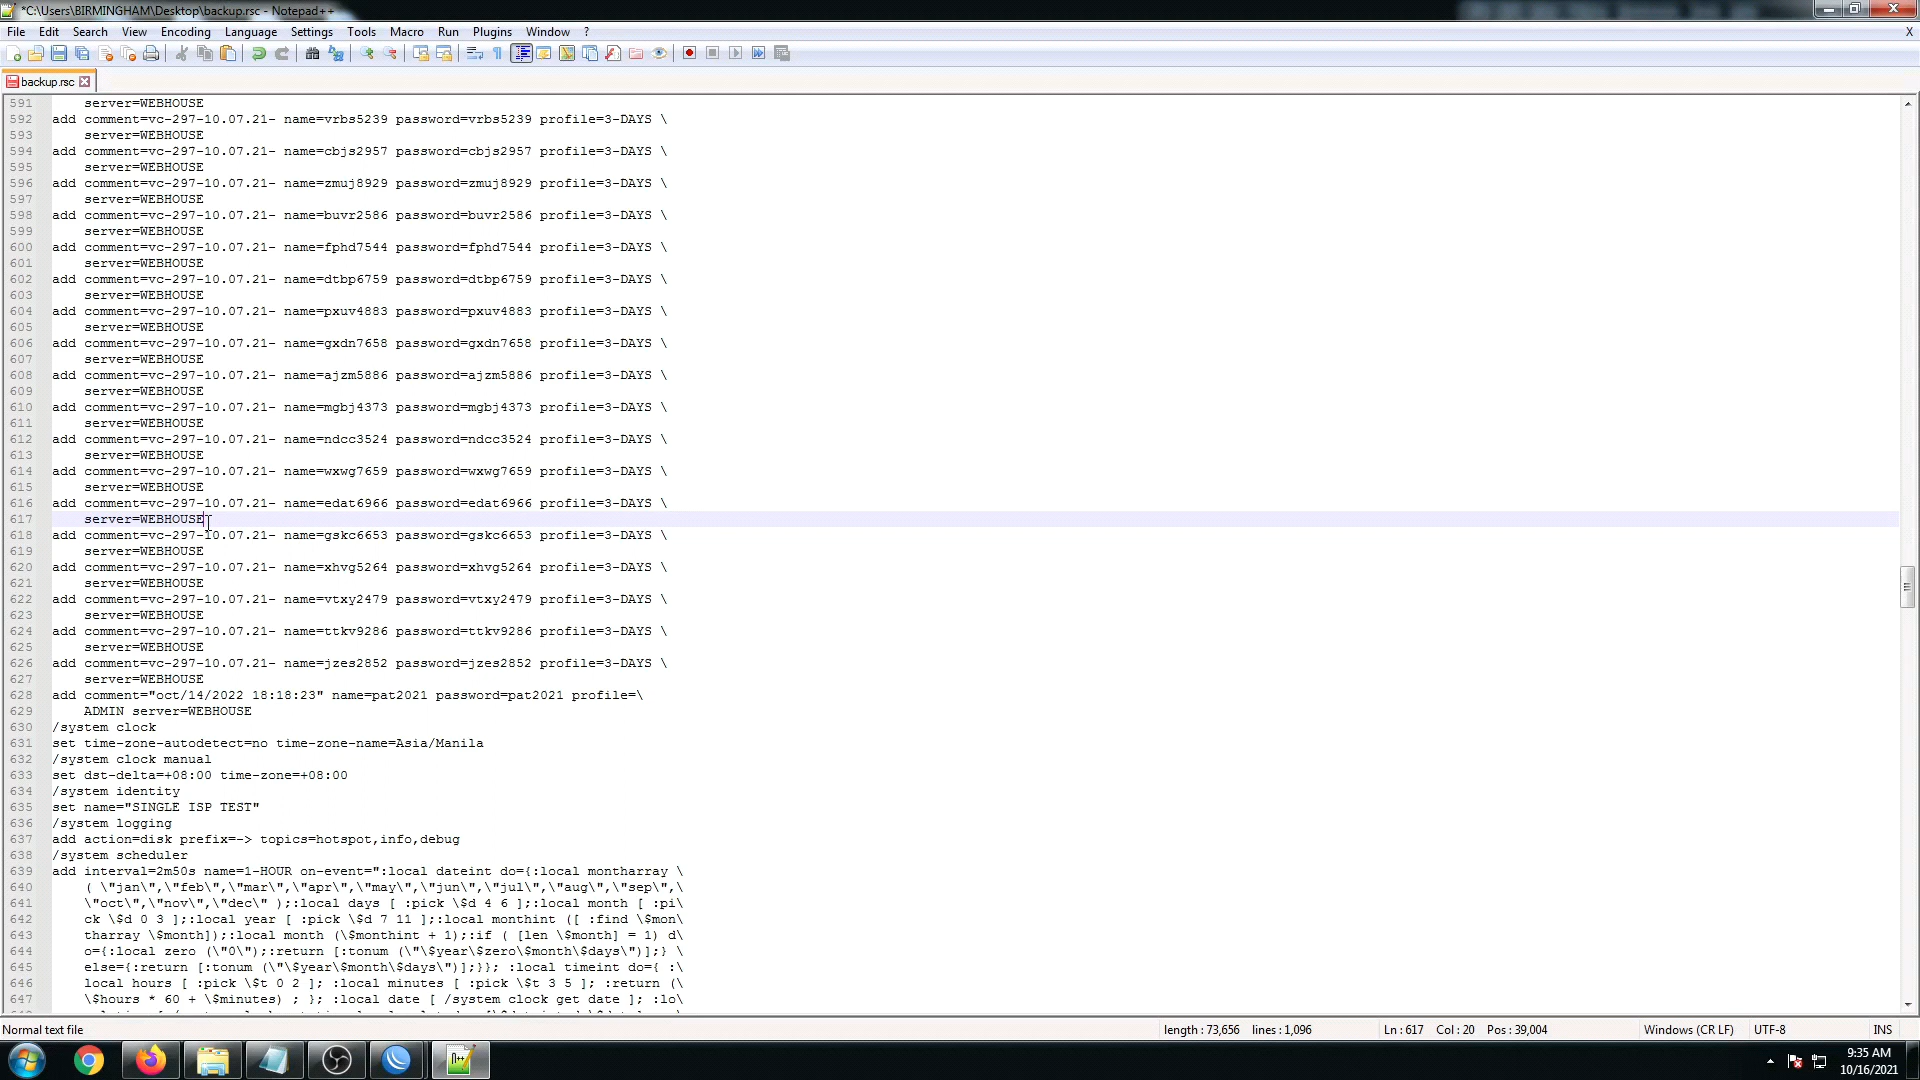 *C:\Users\BIRMINGHAM\Desktop\backup.rsc - Notepad++
File Edit Search View Encoding Language Settings Tools Macro Run Plugins Window ? X
backup.rsc
591 server=WEBHOUSE
592 add comment=vc-297-10.07.21- name=vrbs5239 password=vrbs5239 profile=3-DAYS \
593 server=WEBHOUSE
594 add comment=vc-297-10.07.21- name=cbjs2957 password=cbjs2957 profile=3-DAYS \
595 server=WEBHOUSE
596 add comment=vc-297-10.07.21- name=zmuj8929 password=zmuj8929 profile=3-DAYS \
597 server=WEBHOUSE
598 add comment=vc-297-10.07.21- name=buvr2586 password=buvr2586 profile=3-DAYS \
599 server=WEBHOUSE
600 add comment=vc-297-10.07.21- name=fphd7544 password=fphd7544 profile=3-DAYS \
601 server=WEBHOUSE
602 add comment=vc-297-10.07.21- name=dtbp6759 password=dtbp6759 profile=3-DAYS \
603 server=WEBHOUSE
604 add comment=vc-297-10.07.21- name=pxuv4883 password=pxuv4883 profile=3-DAYS \
605 server=WEBHOUSE
606 add comment=vc-297-10.07.21- name=gxdn7658 password=gxdn7658 profile=3-DAYS \
607 server=WEBHOUSE
608 add comment=vc-297-10.07.21- name=ajzm5886 password=ajzm5886 profile=3-DAYS \
609 server=WEBHOUSE
610 add comment=vc-297-10.07.21- name=mgbj4373 password=mgbj4373 profile=3-DAYS \
611 server=WEBHOUSE
612 add comment=vc-297-10.07.21- name=ndcc3524 password=ndcc3524 profile=3-DAYS \
613 server=WEBHOUSE
614 add comment=vc-297-10.07.21- name=wxwg7659 password=wxwg7659 profile=3-DAYS \
615 server=WEBHOUSE
616 add comment=vc-297-10.07.21- name=edat6966 password=edat6966 profile=3-DAYS \
617 server=WEBHOUSE
618 add comment=vc-297-10.07.21- name=gskc6653 password=gskc6653 profile=3-DAYS \
619 server=WEBHOUSE
620 add comment=vc-297-10.07.21- name=xhvg5264 password=xhvg5264 profile=3-DAYS \
621 server=WEBHOUSE
622 add comment=vc-297-10.07.21- name=vtxy2479 password=vtxy2479 profile=3-DAYS \
623 server=WEBHOUSE
624 add comment=vc-297-10.07.21- name=ttkv9286 password=ttkv9286 profile=3-DAYS \
625 server=WEBHOUSE
626 add comment=vc-297-10.07.21- name=jzes2852 password=jzes2852 profile=3-DAYS \
627 server=WEBHOUSE
628 add comment="oct/14/2022 18:18:23" name=pat2021 password=pat2021 profile=\
629 ADMIN server=WEBHOUSE
630 /system clock
631 set time-zone-autodetect=no time-zone-name=Asia/Manila
632 /system clock manual
633 set dst-delta=+08:00 time-zone=+08:00
634 /system identity
635 set name="SINGLE ISP TEST"
636 /system logging
637 add action=disk prefix=-> topics=hotspot,info,debug
638 /system scheduler
639 add interval=2m50s name=1-HOUR on-event=":local dateint do={:local montharray \
640 ( \"jan\",\"feb\",\"mar\",\"apr\",\"may\",\"jun\",\"jul\",\"aug\",\"sep\",\
641 \"oct\",\"nov\",\"dec\" );:local days [ :pick \$d 4 6 ];:local month [ :pi\
642 ck \$d 0 3 ];:local year [ :pick \$d 7 11 ];:local monthint ([ :find \$mon\
643 tharray \$month]);:local month (\$monthint + 1);:if ( [len \$month] = 1) d\
644 o={:local zero (\"0\");:return [:tonum (\"\$year\$zero\$month\$days\")];} \
645 else={:return [:tonum (\"\$year\$month\$days\")];}}; :local timeint do={ :\
646 local hours [ :pick \$t 0 2 ]; :local minutes [ :pick \$t 3 5 ]; :return (\
647 \$hours * 60 + \$minutes) ; }; :local date [ /system clock get date ]; :lo\
Normal text file length : 73,656 lines : 1,096 Ln : 617 Col : 20 Pos : 39,004 Windows (CR LF) UTF-8 INS
9:35 AM
10/16/2021